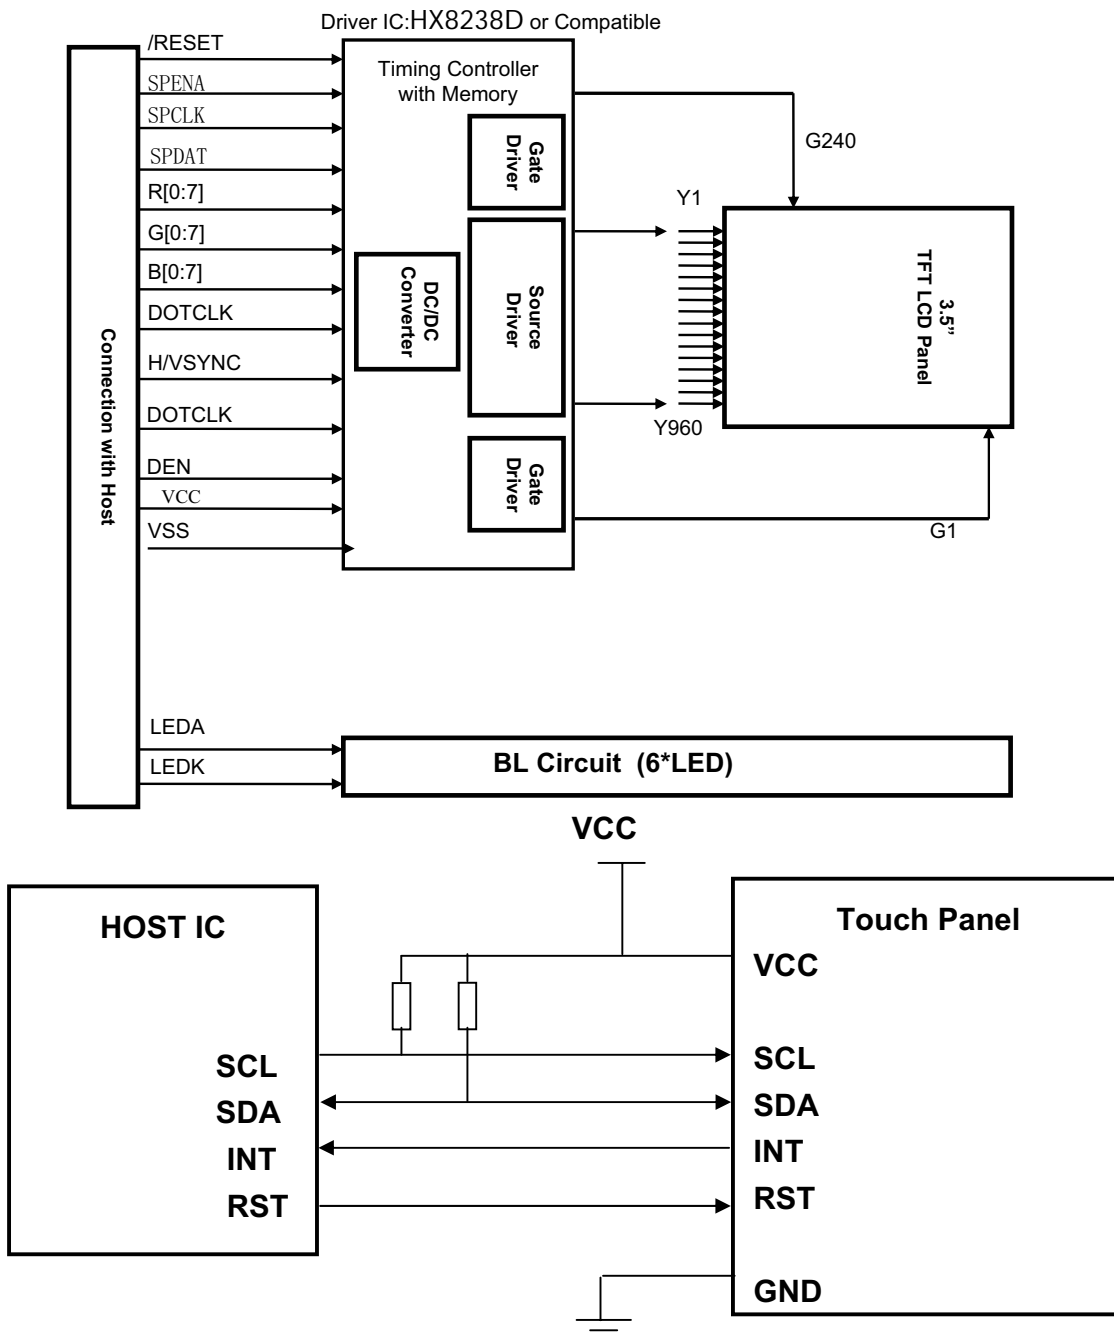 Driver IC:HX8238D or Compatible
/RESET
SPENA
SPCLK
SPDAT
R[0:7]
G[0:7]
B[0:7]
DOTCLK
H/VSYNC
DOTCLK
DEN
VCC
VSS
Connection with Host
Timing Controller
with Memory
Gate
Driver
DC/DC
Converter
Source
Driver
Gate
Driver
G240
Y1
Y960
G1
3.5”
TFT LCD Panel
LEDA
LEDK
BL Circuit (6*LED)
VCC
HOST IC
SCL
SDA
INT
RST
Touch Panel
VCC
SCL
SDA
INT
RST
GND